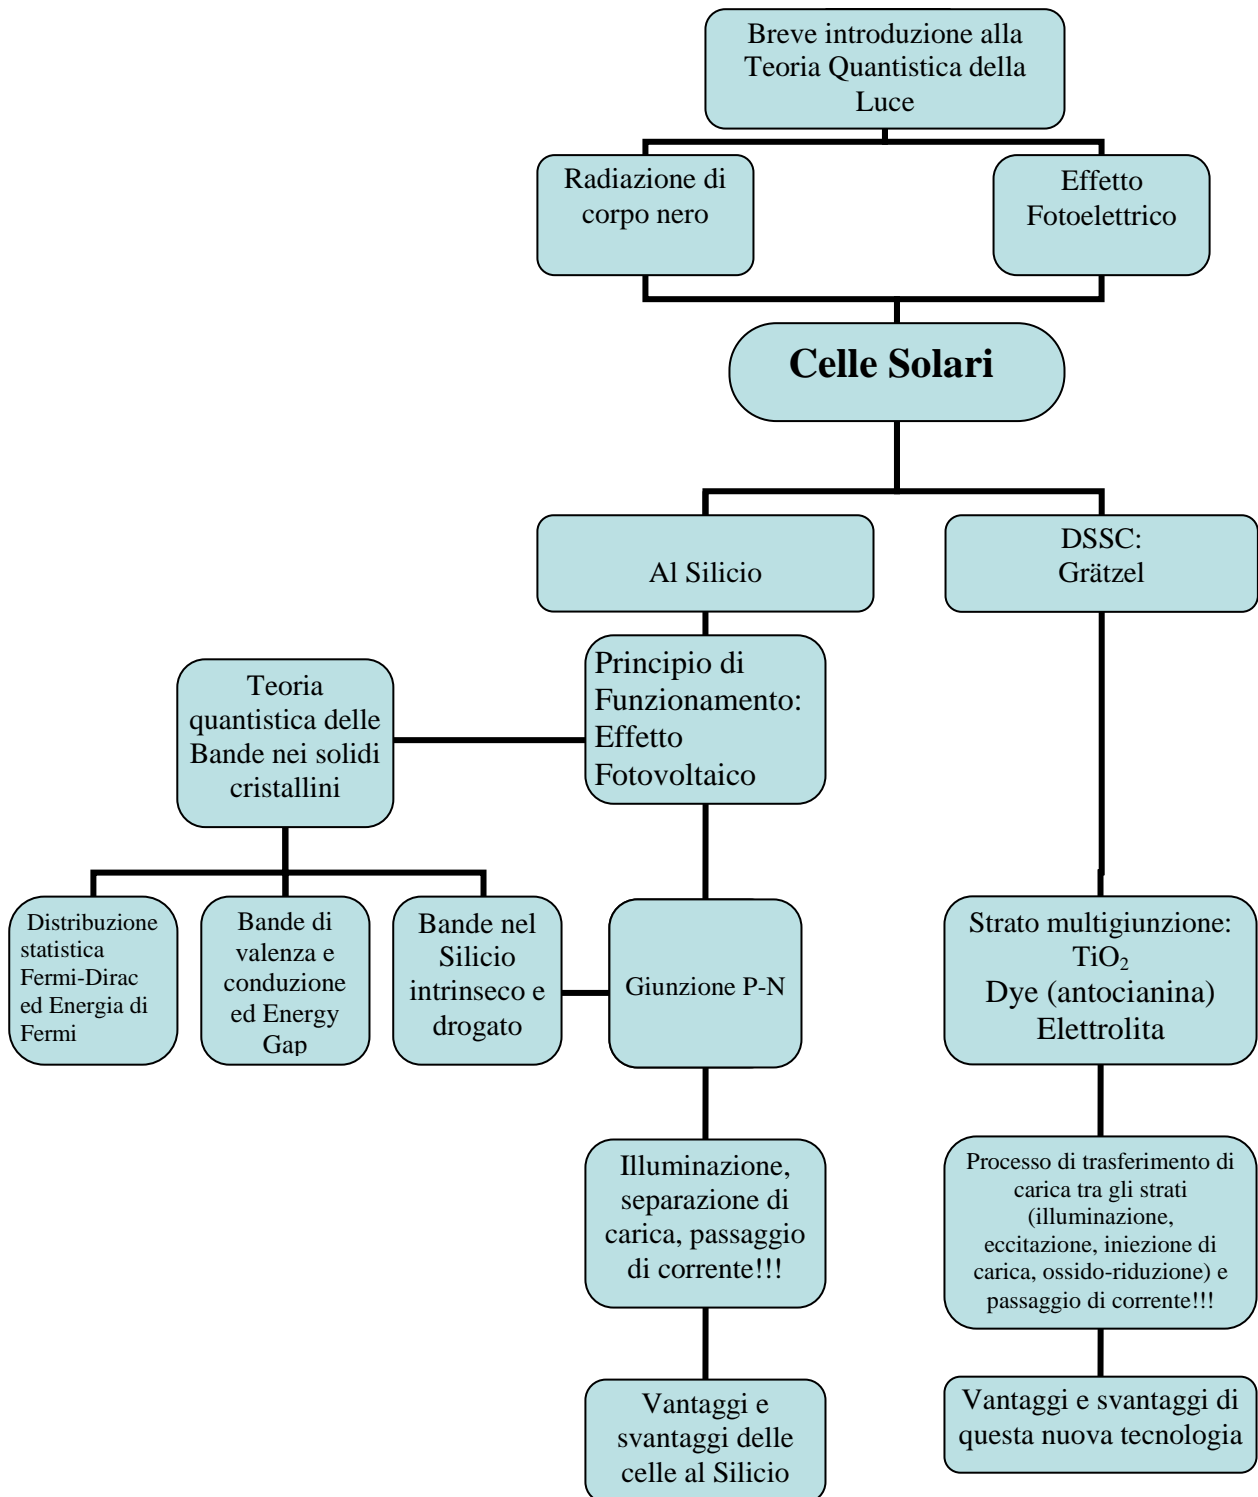 Breve introduzione alla
Teoria Quantistica della
Luce
Radiazione di
corpo nero
Effetto
Fotoelettrico
Celle Solari
Al Silicio
DSSC:
Grätzel
Principio di
Funzionamento:
Effetto
Fotovoltaico
Teoria
quantistica delle
Bande nei solidi
cristallini
Distribuzione
statistica
Fermi-Dirac
ed Energia di
Fermi
Bande di
valenza e
conduzione
ed Energy
Gap
Bande nel
Silicio
intrinseco e
drogato
Giunzione P-N
Strato multigiunzione:
TiO₂
Dye (antocianina)
Elettrolita
Illuminazione,
separazione di
carica, passaggio
di corrente!!!
Processo di trasferimento di
carica tra gli strati
(illuminazione,
eccitazione, iniezione di
carica, ossido-riduzione) e
passaggio di corrente!!!
Vantaggi e
svantaggi delle
celle al Silicio
Vantaggi e svantaggi di
questa nuova tecnologia